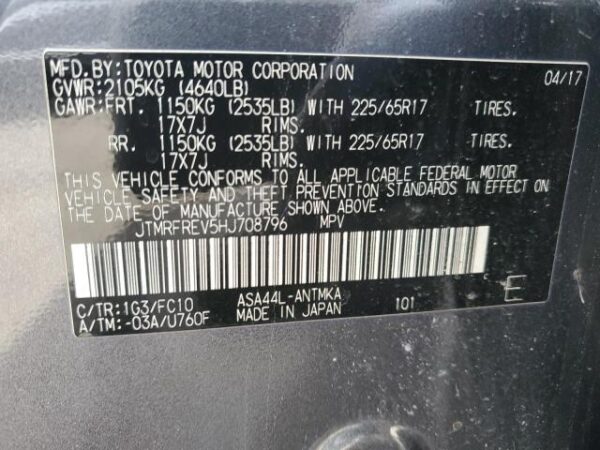 MFD.BY:TOYOTA MOTOR CORPORATION 04/17
GVWR:2105KG (4640LB)
GAWR:FRT. 1150KG (2535LB) WITH 225/65R17 TIRES.
17X7J RIMS.
RR. 1150KG (2535LB) WITH 225/65R17 TIRES.
17X7J RIMS.
THIS VEHICLE CONFORMS TO ALL APPLICABLE FEDERAL MOTOR
VEHICLE SAFETY AND THEFT PREVENTION STANDARDS IN EFFECT ON
THE DATE OF MANUFACTURE SHOWN ABOVE.
JTMRFREV5HJ708796 MPV
C/TR:1G3/FC10 ASA44L-ANTMKA 101 E
A/TM:-03A/U760F MADE IN JAPAN